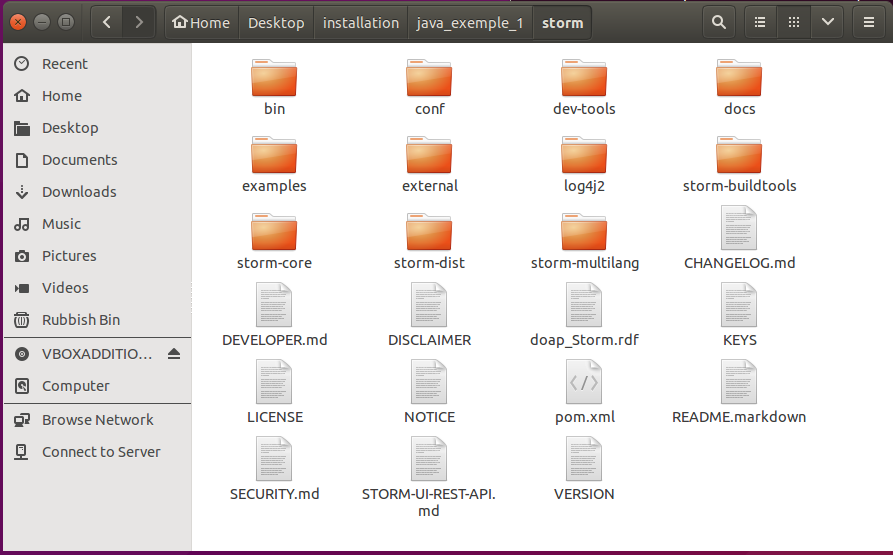 Home Desktop installation java_exemple_1 storm
Recent
Home
Desktop
Documents
Downloads
Music
Pictures
Videos
Rubbish Bin
VBOXADDITIO...
Computer
Browse Network
Connect to Server
bin conf dev-tools docs
examples external log4j2 storm-buildtools
storm-core storm-dist storm-multilang CHANGELOG.md
DEVELOPER.md DISCLAIMER doap_Storm.rdf KEYS
LICENSE NOTICE pom.xml README.markdown
SECURITY.md STORM-UI-REST-API. VERSION
md